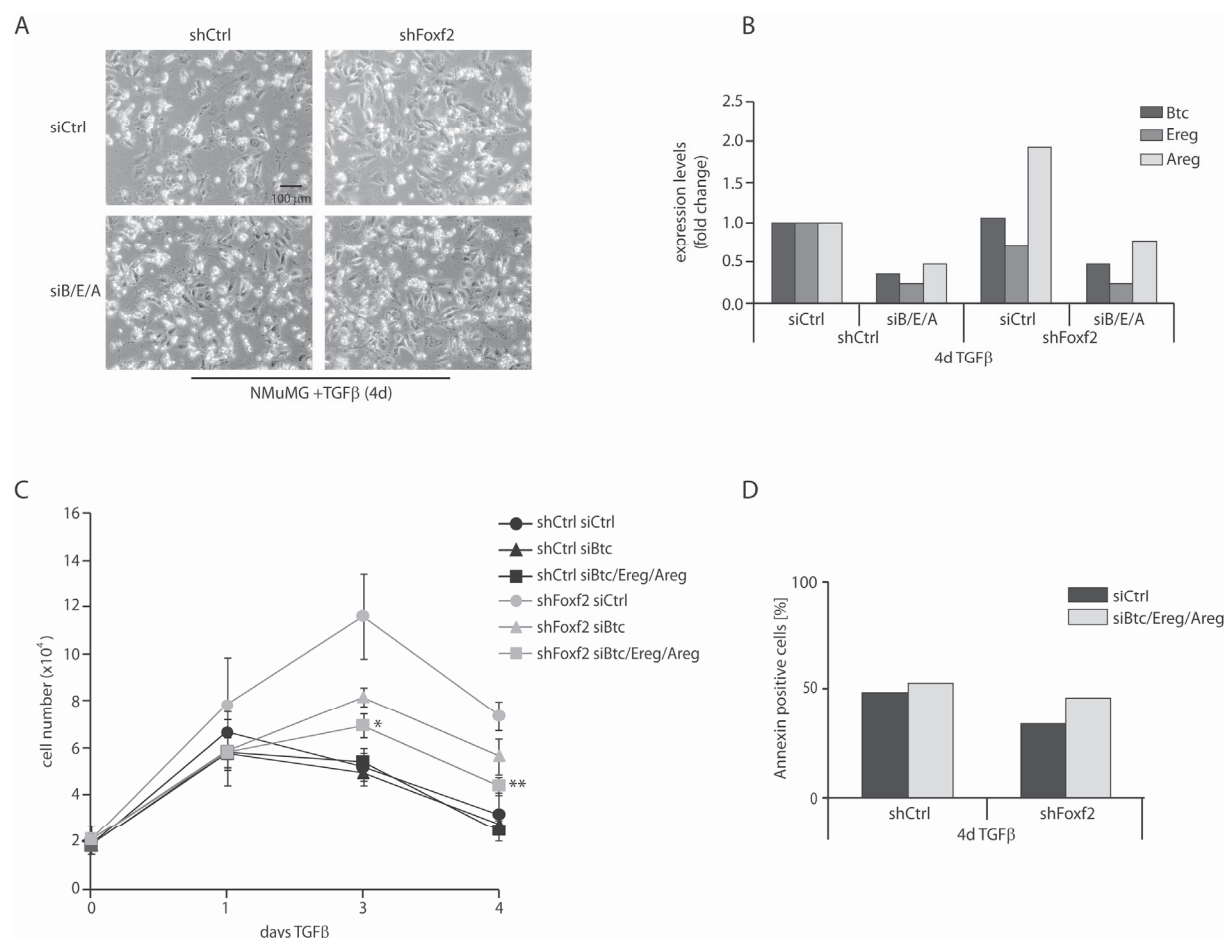 A
shCtrl shFoxf2
siCtrl
100 µm
siB/E/A
NMuMG +TGFβ (4d)
B
expression levels
(fold change)
2.5
2.0
1.5
1.0
0.5
0.0
Btc
Ereg
Areg
siCtrl siB/E/A siCtrl siB/E/A
shCtrl shFoxf2
4d TGFβ
C
cell number (x10⁴)
16
14
12
10
8
6
4
2
0
0 1 3 4
days TGFβ
shCtrl siCtrl
shCtrl siBtc
shCtrl siBtc/Ereg/Areg
shFoxf2 siCtrl
shFoxf2 siBtc
shFoxf2 siBtc/Ereg/Areg
*
**
D
Annexin positive cells [%]
100
50
0
siCtrl
siBtc/Ereg/Areg
shCtrl shFoxf2
4d TGFβ